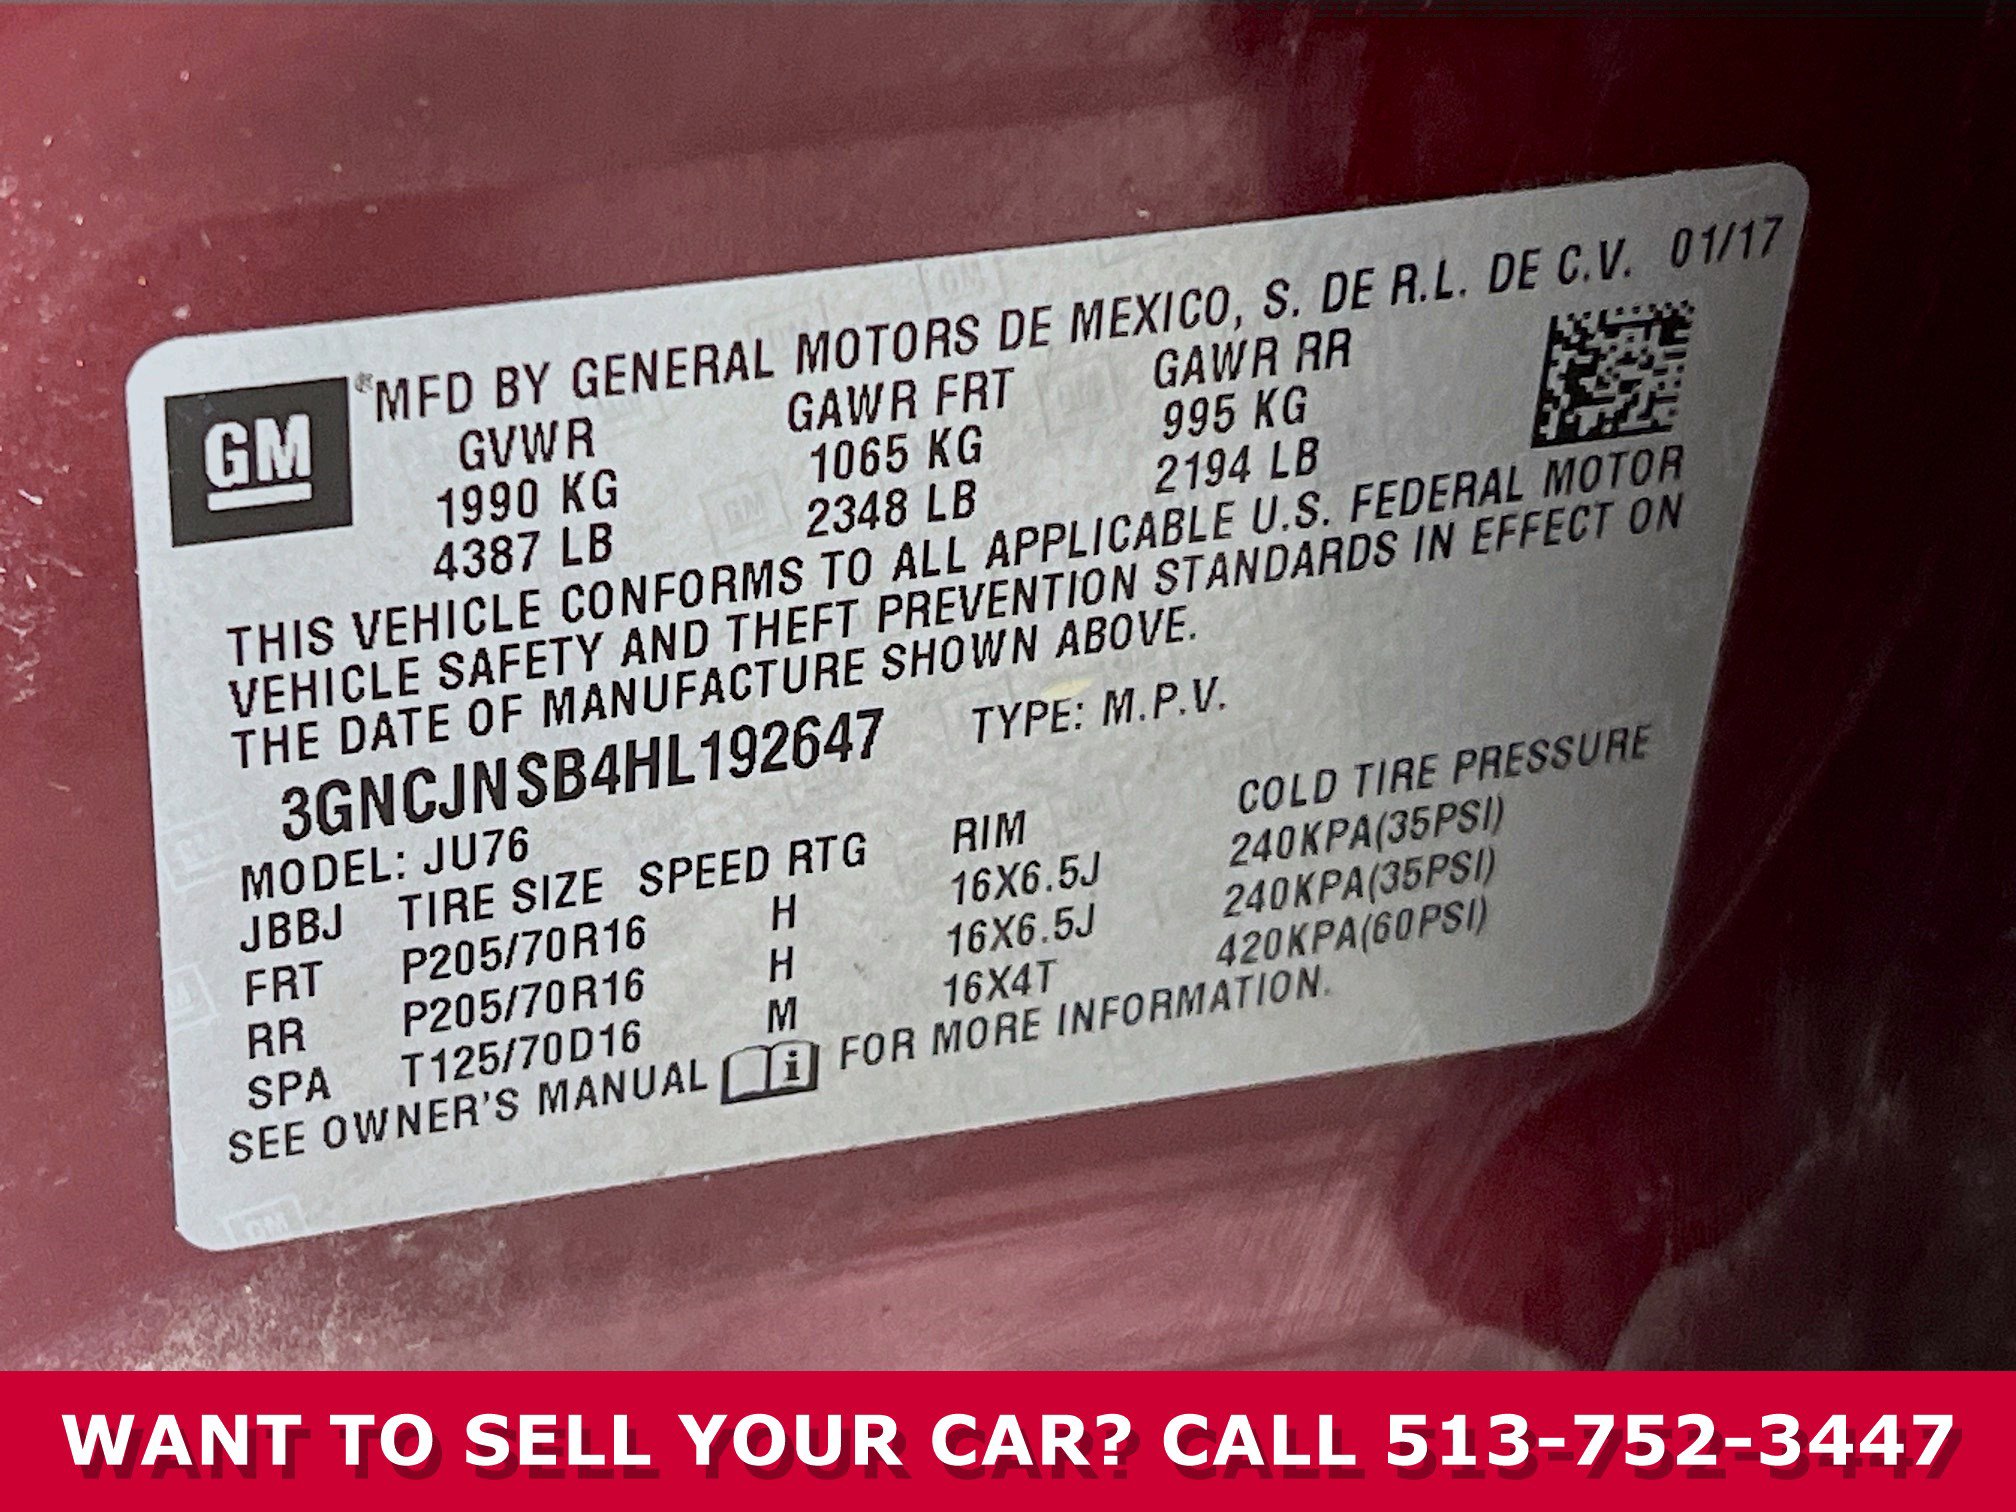 MFD BY GENERAL MOTORS DE MEXICO, S. DE R.L. DE C.V. 01/17
GM
GVWR GAWR FRT GAWR RR
1990 KG 1065 KG 995 KG
4387 LB 2348 LB 2194 LB
THIS VEHICLE CONFORMS TO ALL APPLICABLE U.S. FEDERAL MOTOR
VEHICLE SAFETY AND THEFT PREVENTION STANDARDS IN EFFECT ON
THE DATE OF MANUFACTURE SHOWN ABOVE.
3GNCJNSB4HL192647 TYPE: M.P.V.
MODEL: JU76
JBBJ TIRE SIZE SPEED RTG RIM COLD TIRE PRESSURE
FRT P205/70R16 H 16X6.5J 240KPA(35PSI)
RR P205/70R16 H 16X6.5J 240KPA(35PSI)
SPA T125/70D16 M 16X4T 420KPA(60PSI)
SEE OWNER'S MANUAL i FOR MORE INFORMATION.
WANT TO SELL YOUR CAR? CALL 513-752-3447